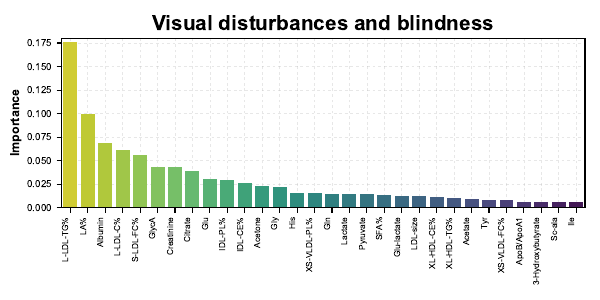 Visual disturbances and blindness
Importance
0.175
0.150
0.125
0.100
0.075
0.050
0.025
0.000
L-LDL-TG%
LA%
Albumin
L-LDL-C%
S-LDL-FC%
GlycA
Creatinine
Citrate
Glu
IDL-PL%
IDL-CE%
Acetone
Gly
His
XS-VLDL-PL%
Gln
Lactate
Pyruvate
SFA%
Glu-lactate
LDL-size
XL-HDL-CE%
XL-HDL-TG%
Acetate
Tyr
XS-VLDL-FC%
ApoB/ApoA1
3-Hydroxybutyrate
Sc-ala
Ile